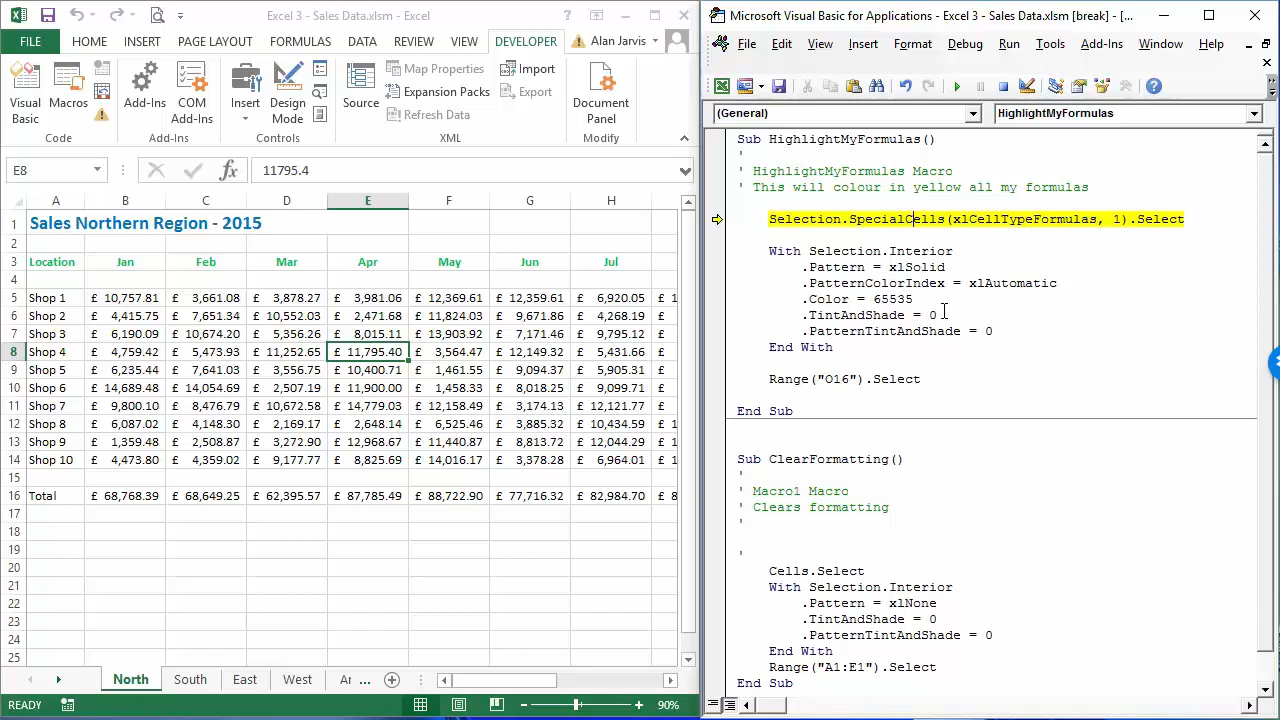 Excel 3 - Sales Data.xlsm - Excel
FILE HOME INSERT PAGE LAYOUT FORMULAS DATA REVIEW VIEW DEVELOPER Alan Jarvis
Visual Basic
Macros
Code
Add-Ins
COM Add-Ins
Add-Ins
Insert
Design Mode
Controls
Source
Map Properties
Expansion Packs
Refresh Data
Import
Export
XML
Document Panel
Modify
E8 fx 11795.4
A B C D E F G H
1 Sales Northern Region - 2015
2
3 Location Jan Feb Mar Apr May Jun Jul
4
5 Shop 1 £ 10,757.81 £ 3,661.08 £ 3,878.27 £ 3,981.06 £ 12,369.61 £ 12,359.61 £ 6,920.05 £ 1
6 Shop 2 £ 4,415.75 £ 7,651.34 £ 10,552.03 £ 2,471.68 £ 11,824.03 £ 9,671.86 £ 4,268.19 £
7 Shop 3 £ 6,190.09 £ 10,674.20 £ 5,356.26 £ 8,015.11 £ 13,903.92 £ 7,171.46 £ 9,795.12 £
8 Shop 4 £ 4,759.42 £ 5,473.93 £ 11,252.65 £ 11,795.40 £ 3,564.47 £ 12,149.32 £ 5,431.66 £
9 Shop 5 £ 6,235.44 £ 7,641.03 £ 3,556.75 £ 10,400.71 £ 1,461.55 £ 9,094.37 £ 5,905.31 £
10 Shop 6 £ 14,689.48 £ 14,054.69 £ 2,507.19 £ 11,900.00 £ 1,458.33 £ 8,018.25 £ 9,099.71 £
11 Shop 7 £ 9,800.10 £ 8,476.79 £ 10,672.58 £ 14,779.03 £ 12,158.49 £ 3,174.13 £ 12,121.77 £
12 Shop 8 £ 6,087.02 £ 4,148.30 £ 2,169.17 £ 2,648.14 £ 6,525.46 £ 3,885.32 £ 10,434.59 £ 1
13 Shop 9 £ 1,359.48 £ 2,508.87 £ 3,272.90 £ 12,968.67 £ 11,440.87 £ 8,813.72 £ 12,044.29 £ 1
14 Shop 10 £ 4,473.80 £ 4,359.02 £ 9,177.77 £ 8,825.69 £ 14,016.17 £ 3,378.28 £ 6,964.01 £ 1
15
16 Total £ 68,768.39 £ 68,649.25 £ 62,395.57 £ 87,785.49 £ 88,722.90 £ 77,716.32 £ 82,984.70 £ 8
17
18
19
20
21
22
23
24
25
North South East West Ar ...
READY 90%
Microsoft Visual Basic for Applications - Excel 3 - Sales Data.xlsm [break] - [...
File Edit View Insert Format Debug Run Tools Add-Ins Window Help
(General) HighlightMyFormulas
Sub HighlightMyFormulas()
'
' HighlightMyFormulas Macro
' This will colour in yellow all my formulas
Selection.SpecialCells(xlCellTypeFormulas, 1).Select
With Selection.Interior
.Pattern = xlSolid
.PatternColorIndex = xlAutomatic
.Color = 65535
.TintAndShade = 0
.PatternTintAndShade = 0
End With
Range("O16").Select
End Sub
Sub ClearFormatting()
'
' Macro1 Macro
' Clears formatting
'
'
Cells.Select
With Selection.Interior
.Pattern = xlNone
.TintAndShade = 0
.PatternTintAndShade = 0
End With
Range("A1:E1").Select
End Sub